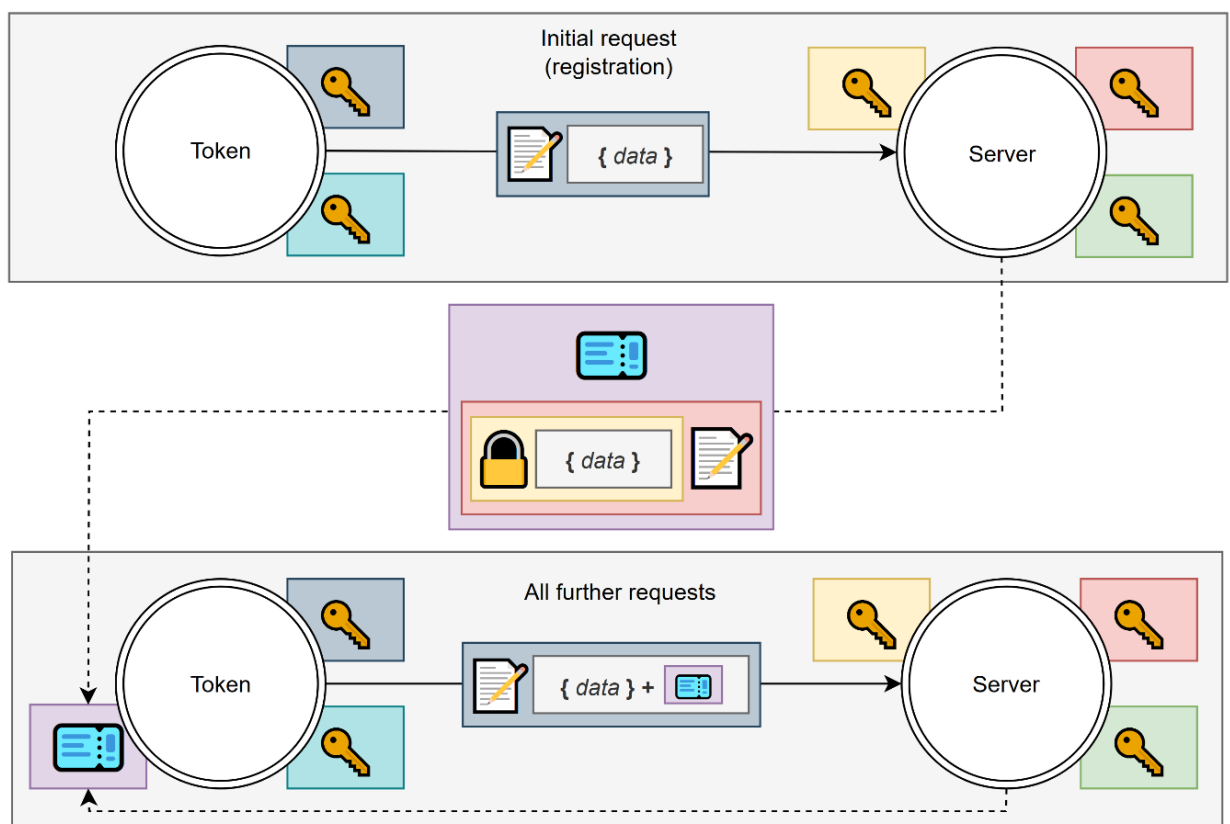 Initial request
(registration)
Token
{ data }
Server
{ data }
All further requests
Token
{ data } +
Server